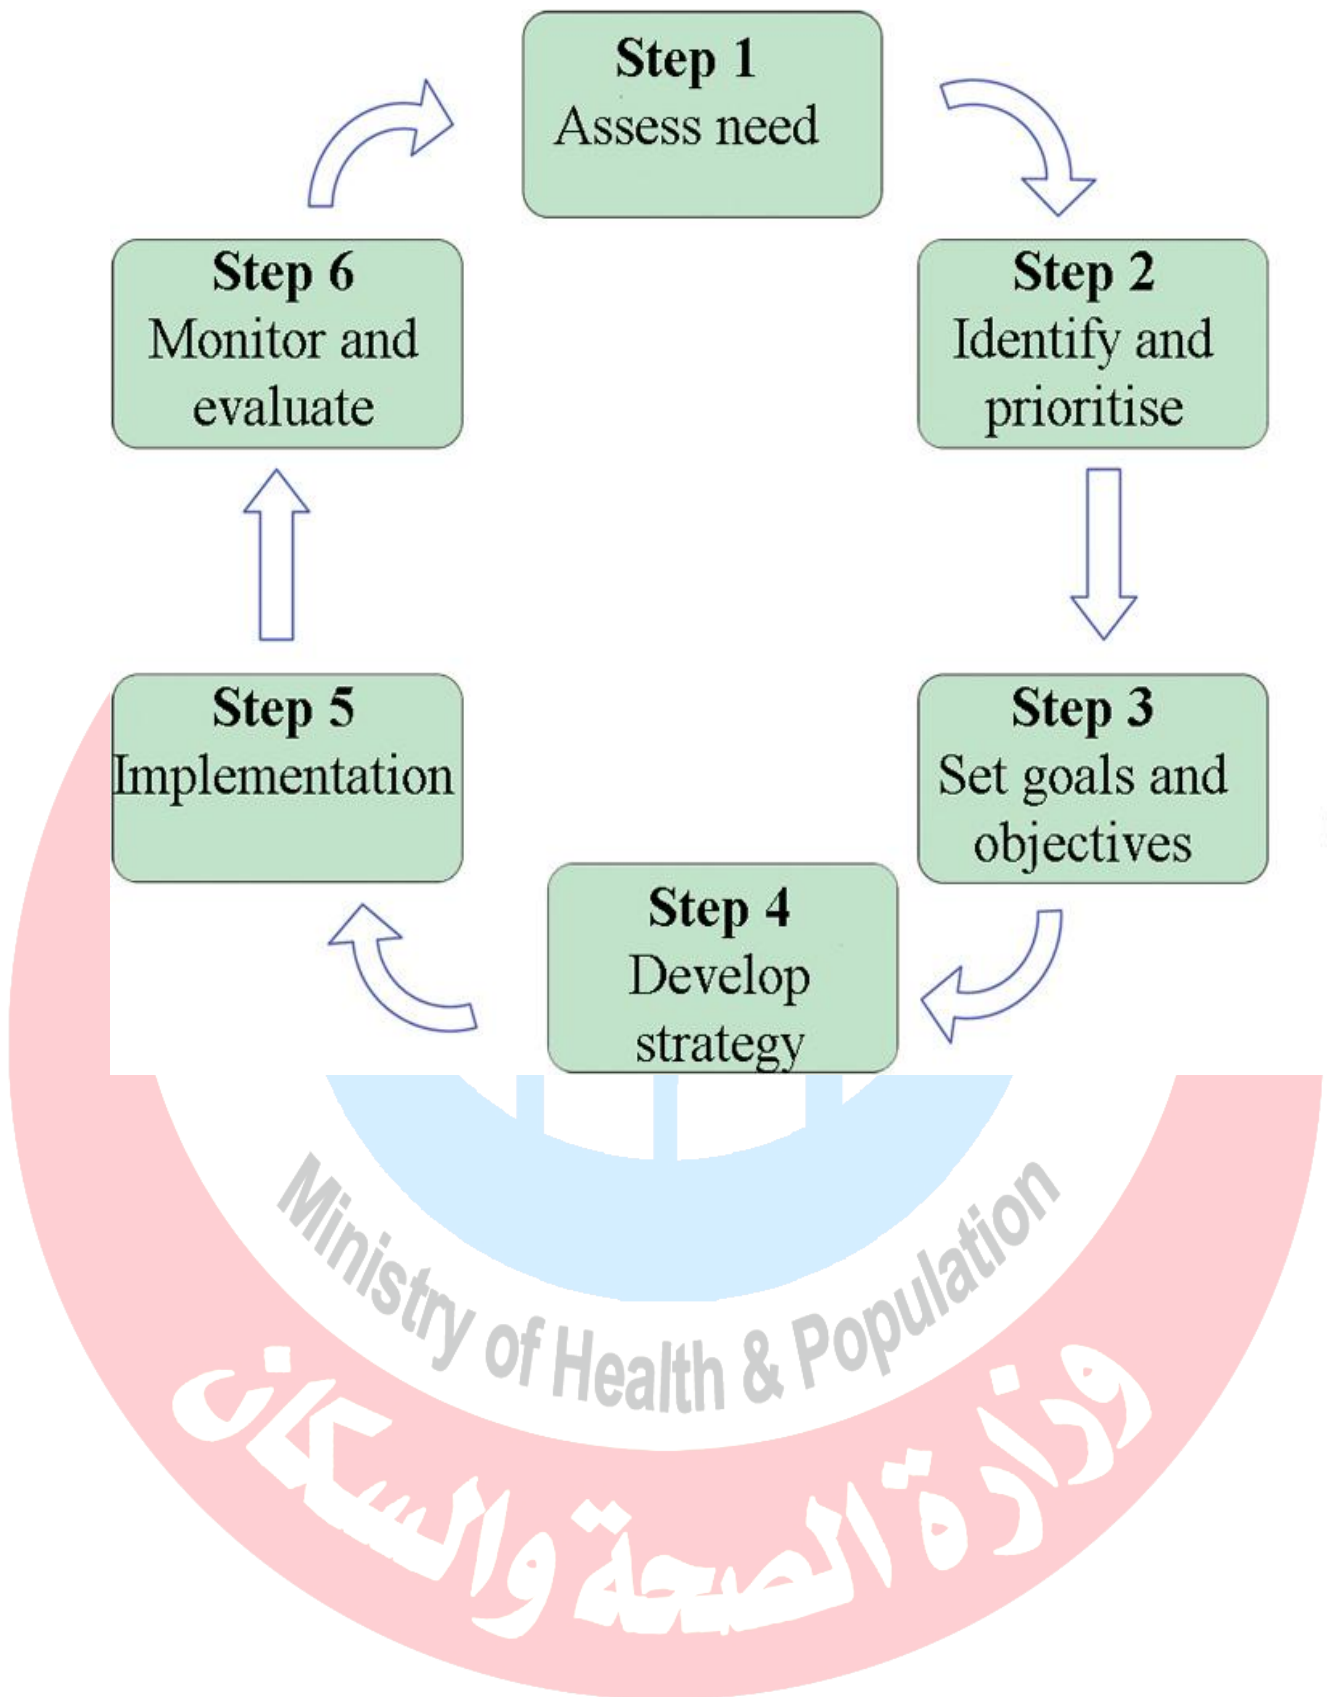 Step 1
Assess need
Step 2
Identify and
prioritise
Step 3
Set goals and
objectives
Step 4
Develop
strategy
Step 5
Implementation
Step 6
Monitor and
evaluate
Ministry of Health & Population
وزارة الصحة والسكان